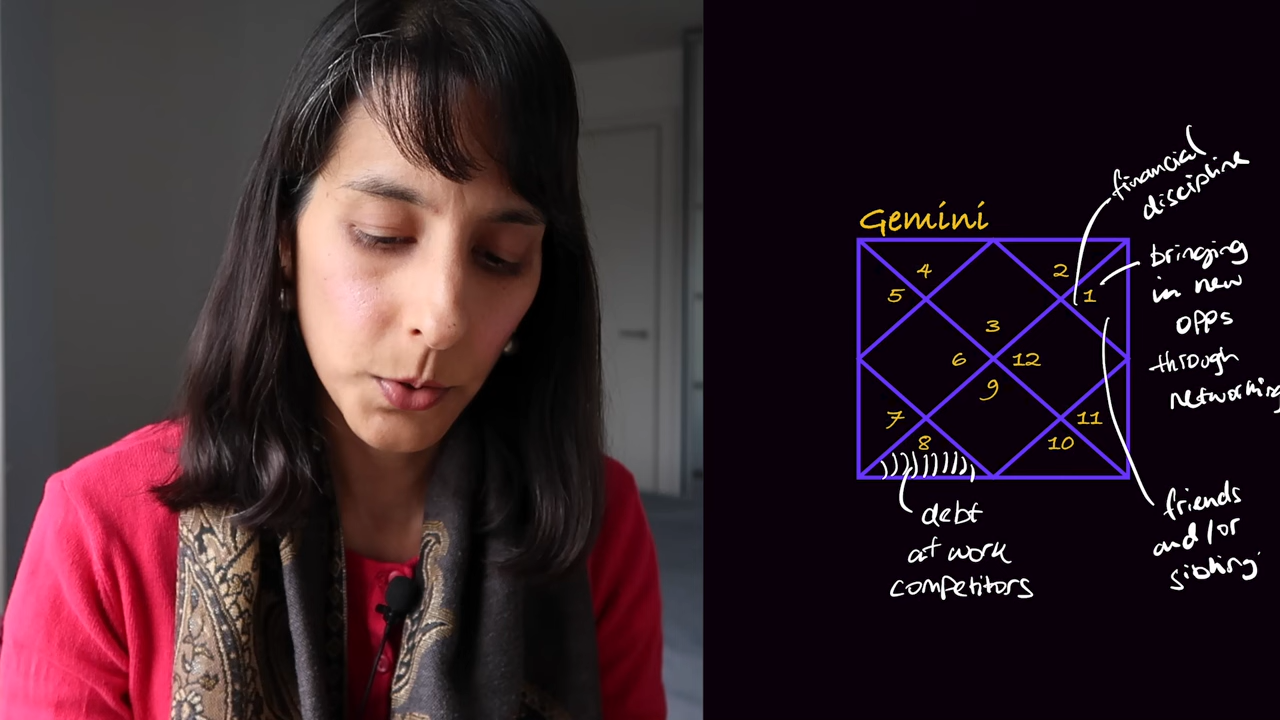 financial
discipline
Gemini
bringing
in new
opps
through
networking
4
2
5
1
3
6
12
9
7
11
8
10
debt
at work
competitors
friends
and/or
sibling